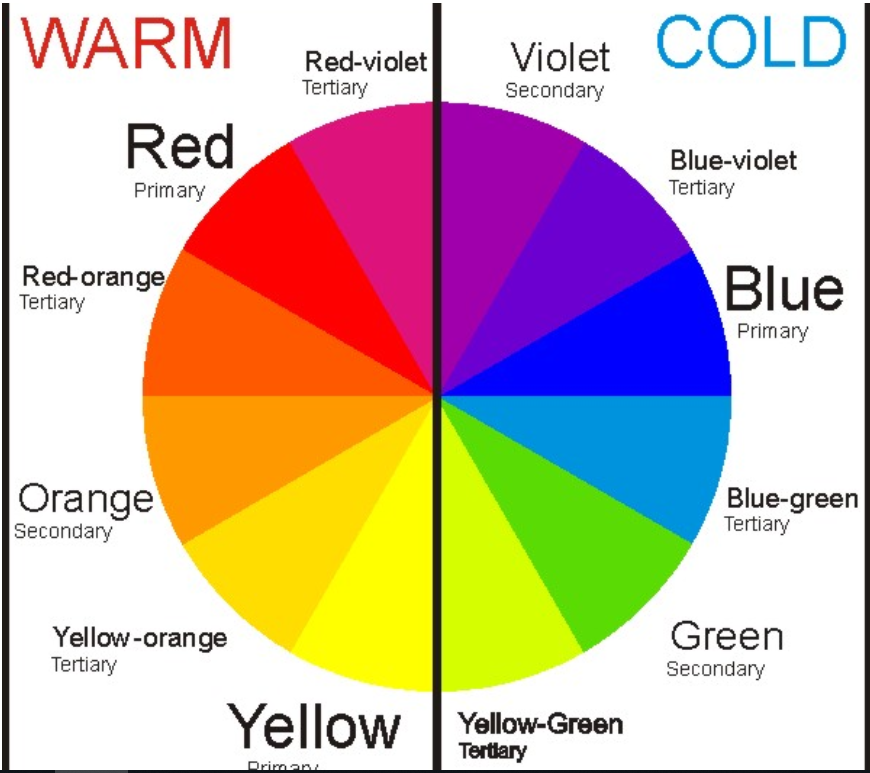 WARM
COLD
Red-violet
Tertiary
Violet
Secondary
Red
Primary
Blue-violet
Tertiary
Red-orange
Tertiary
Blue
Primary
Orange
Secondary
Blue-green
Tertiary
Yellow-orange
Tertiary
Green
Secondary
Yellow
Primary
Yellow-Green
Tertiary